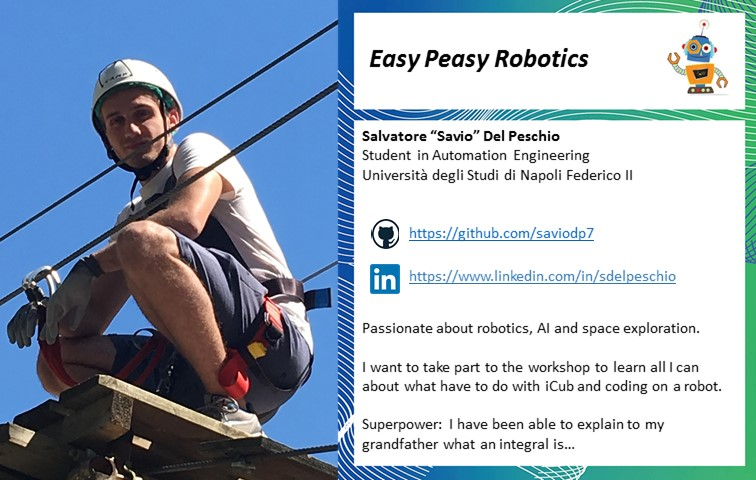 Easy Peasy Robotics
Salvatore “Savio” Del Peschio
Student in Automation Engineering
Università degli Studi di Napoli Federico II
https://github.com/saviodp7
in
https://www.linkedin.com/in/sdelpeschio
Passionate about robotics, AI and space exploration.
I want to take part to the workshop to learn all I can
about what have to do with iCub and coding on a robot.
Superpower: I have been able to explain to my
grandfather what an integral is…